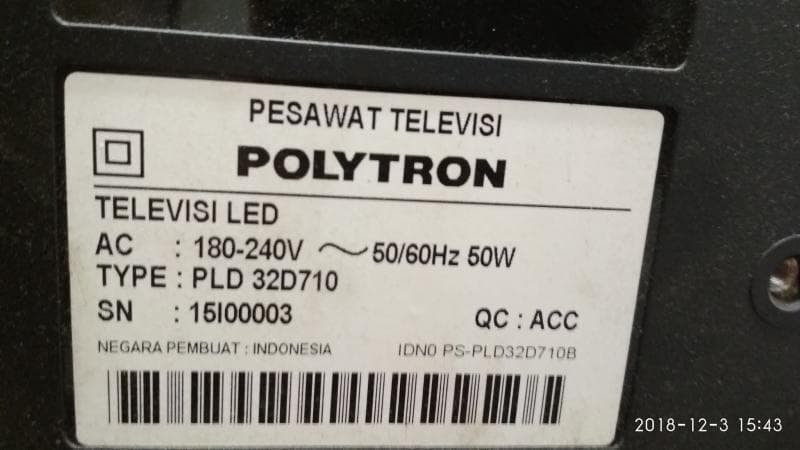 PESAWAT TELEVISI
POLYTRON
TELEVISI LED
AC : 180-240V ~ 50/60Hz 50W
TYPE : PLD 32D710
SN : 15I00003 QC : ACC
NEGARA PEMBUAT : INDONESIA IDN0 PS-PLD32D710B
2018-12-3 15:43